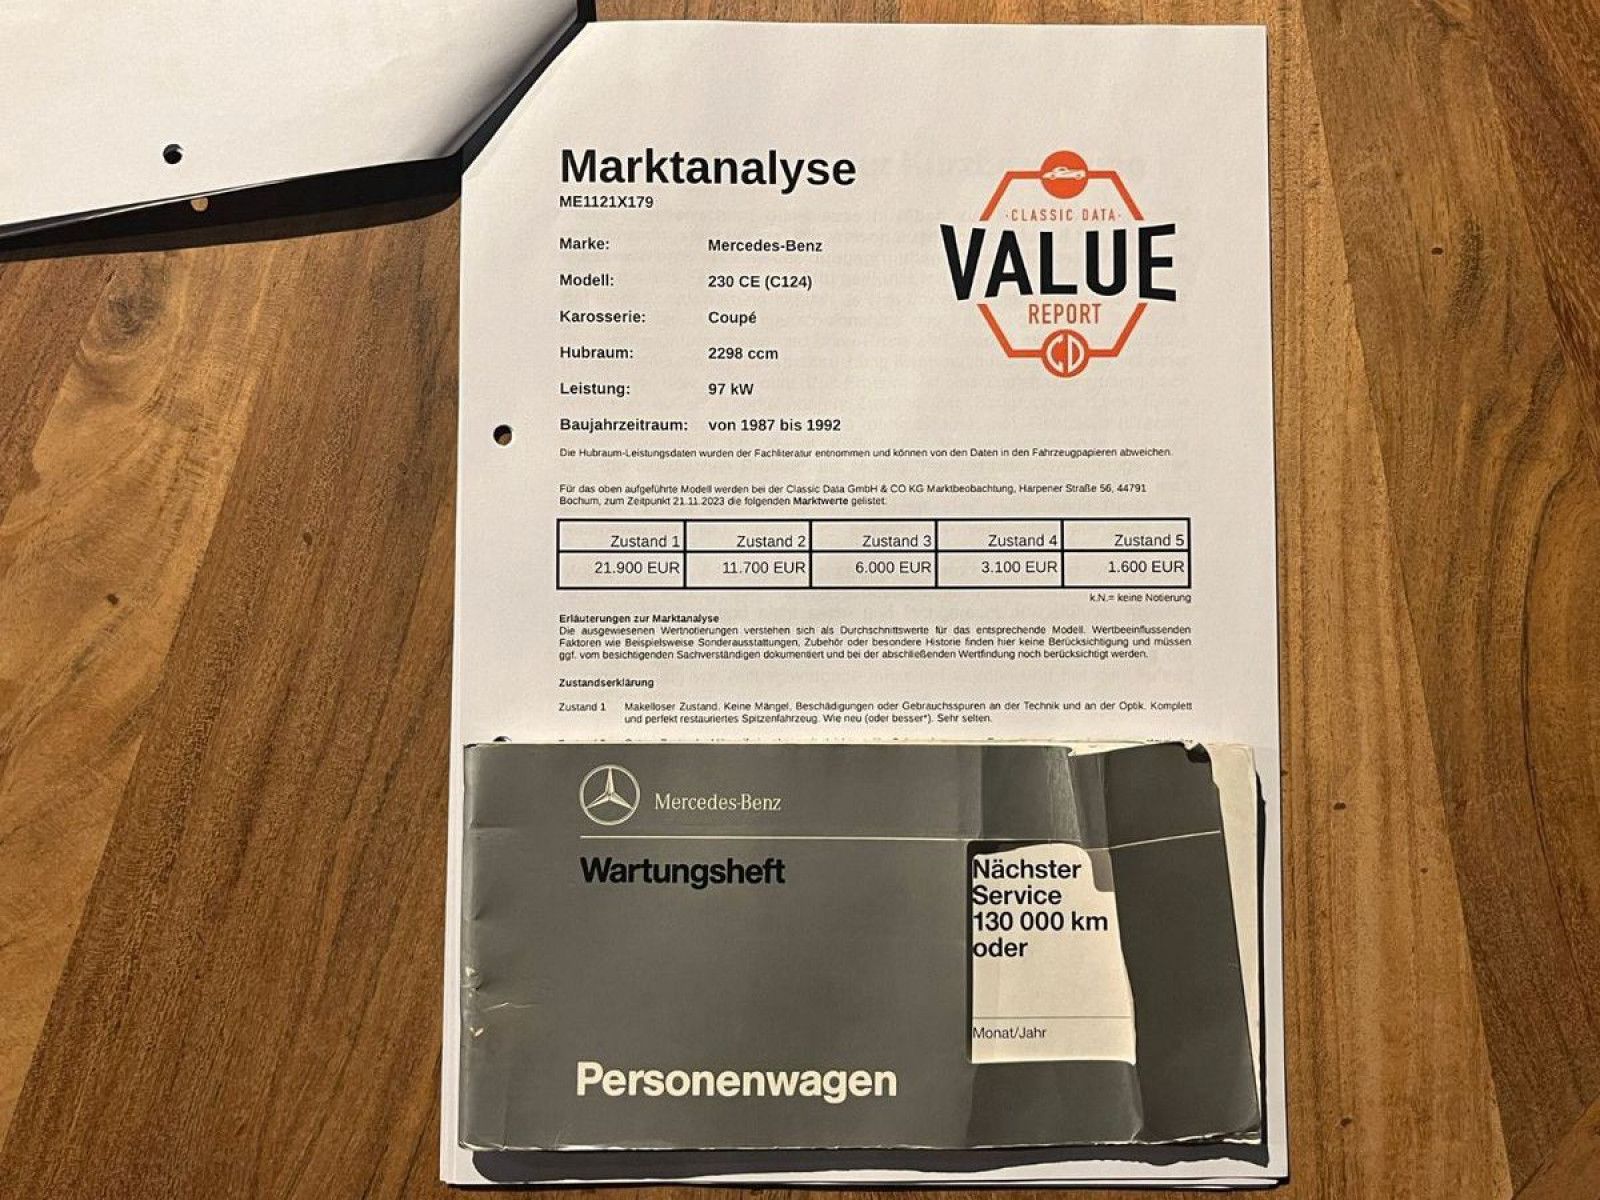 Marktanalyse
ME1121X179
Marke: Mercedes-Benz
Modell: 230 CE (C124)
Karosserie: Coupé
Hubraum: 2298 ccm
Leistung: 97 kW
Baujahrzeitraum: von 1987 bis 1992
·CLASSIC DATA·
VALUE
REPORT
CD
Die Hubraum-Leistungsdaten wurden der Fachliteratur entnommen und können von den Daten in den Fahrzeugpapieren abweichen.
Für das oben aufgeführte Modell werden bei der Classic Data GmbH & CO KG Marktbeobachtung, Harpener Straße 56, 44791
Bochum, zum Zeitpunkt 21.11.2023 die folgenden Marktwerte gelistet:
Zustand 1 Zustand 2 Zustand 3 Zustand 4 Zustand 5
21.900 EUR 11.700 EUR 6.000 EUR 3.100 EUR 1.600 EUR
k.N.= keine Notierung
Erläuterungen zur Marktanalyse
Die ausgewiesenen Wertnotierungen verstehen sich als Durchschnittswerte für das entsprechende Modell. Wertbeeinflussenden
Faktoren wie Beispielsweise Sonderausstattungen, Zubehör oder besondere Historie finden hier keine Berücksichtigung und müssen
ggf. vom besichtigenden Sachverständigen dokumentiert und bei der abschließenden Wertfindung noch berücksichtigt werden.
Zustandserklärung
Zustand 1 Makelloser Zustand. Keine Mängel, Beschädigungen oder Gebrauchsspuren an der Technik und an der Optik. Komplett
und perfekt restauriertes Spitzenfahrzeug. Wie neu (oder besser*). Sehr selten.
Mercedes-Benz
Wartungsheft
Nächster
Service
130 000 km
oder
Monat/Jahr
Personenwagen